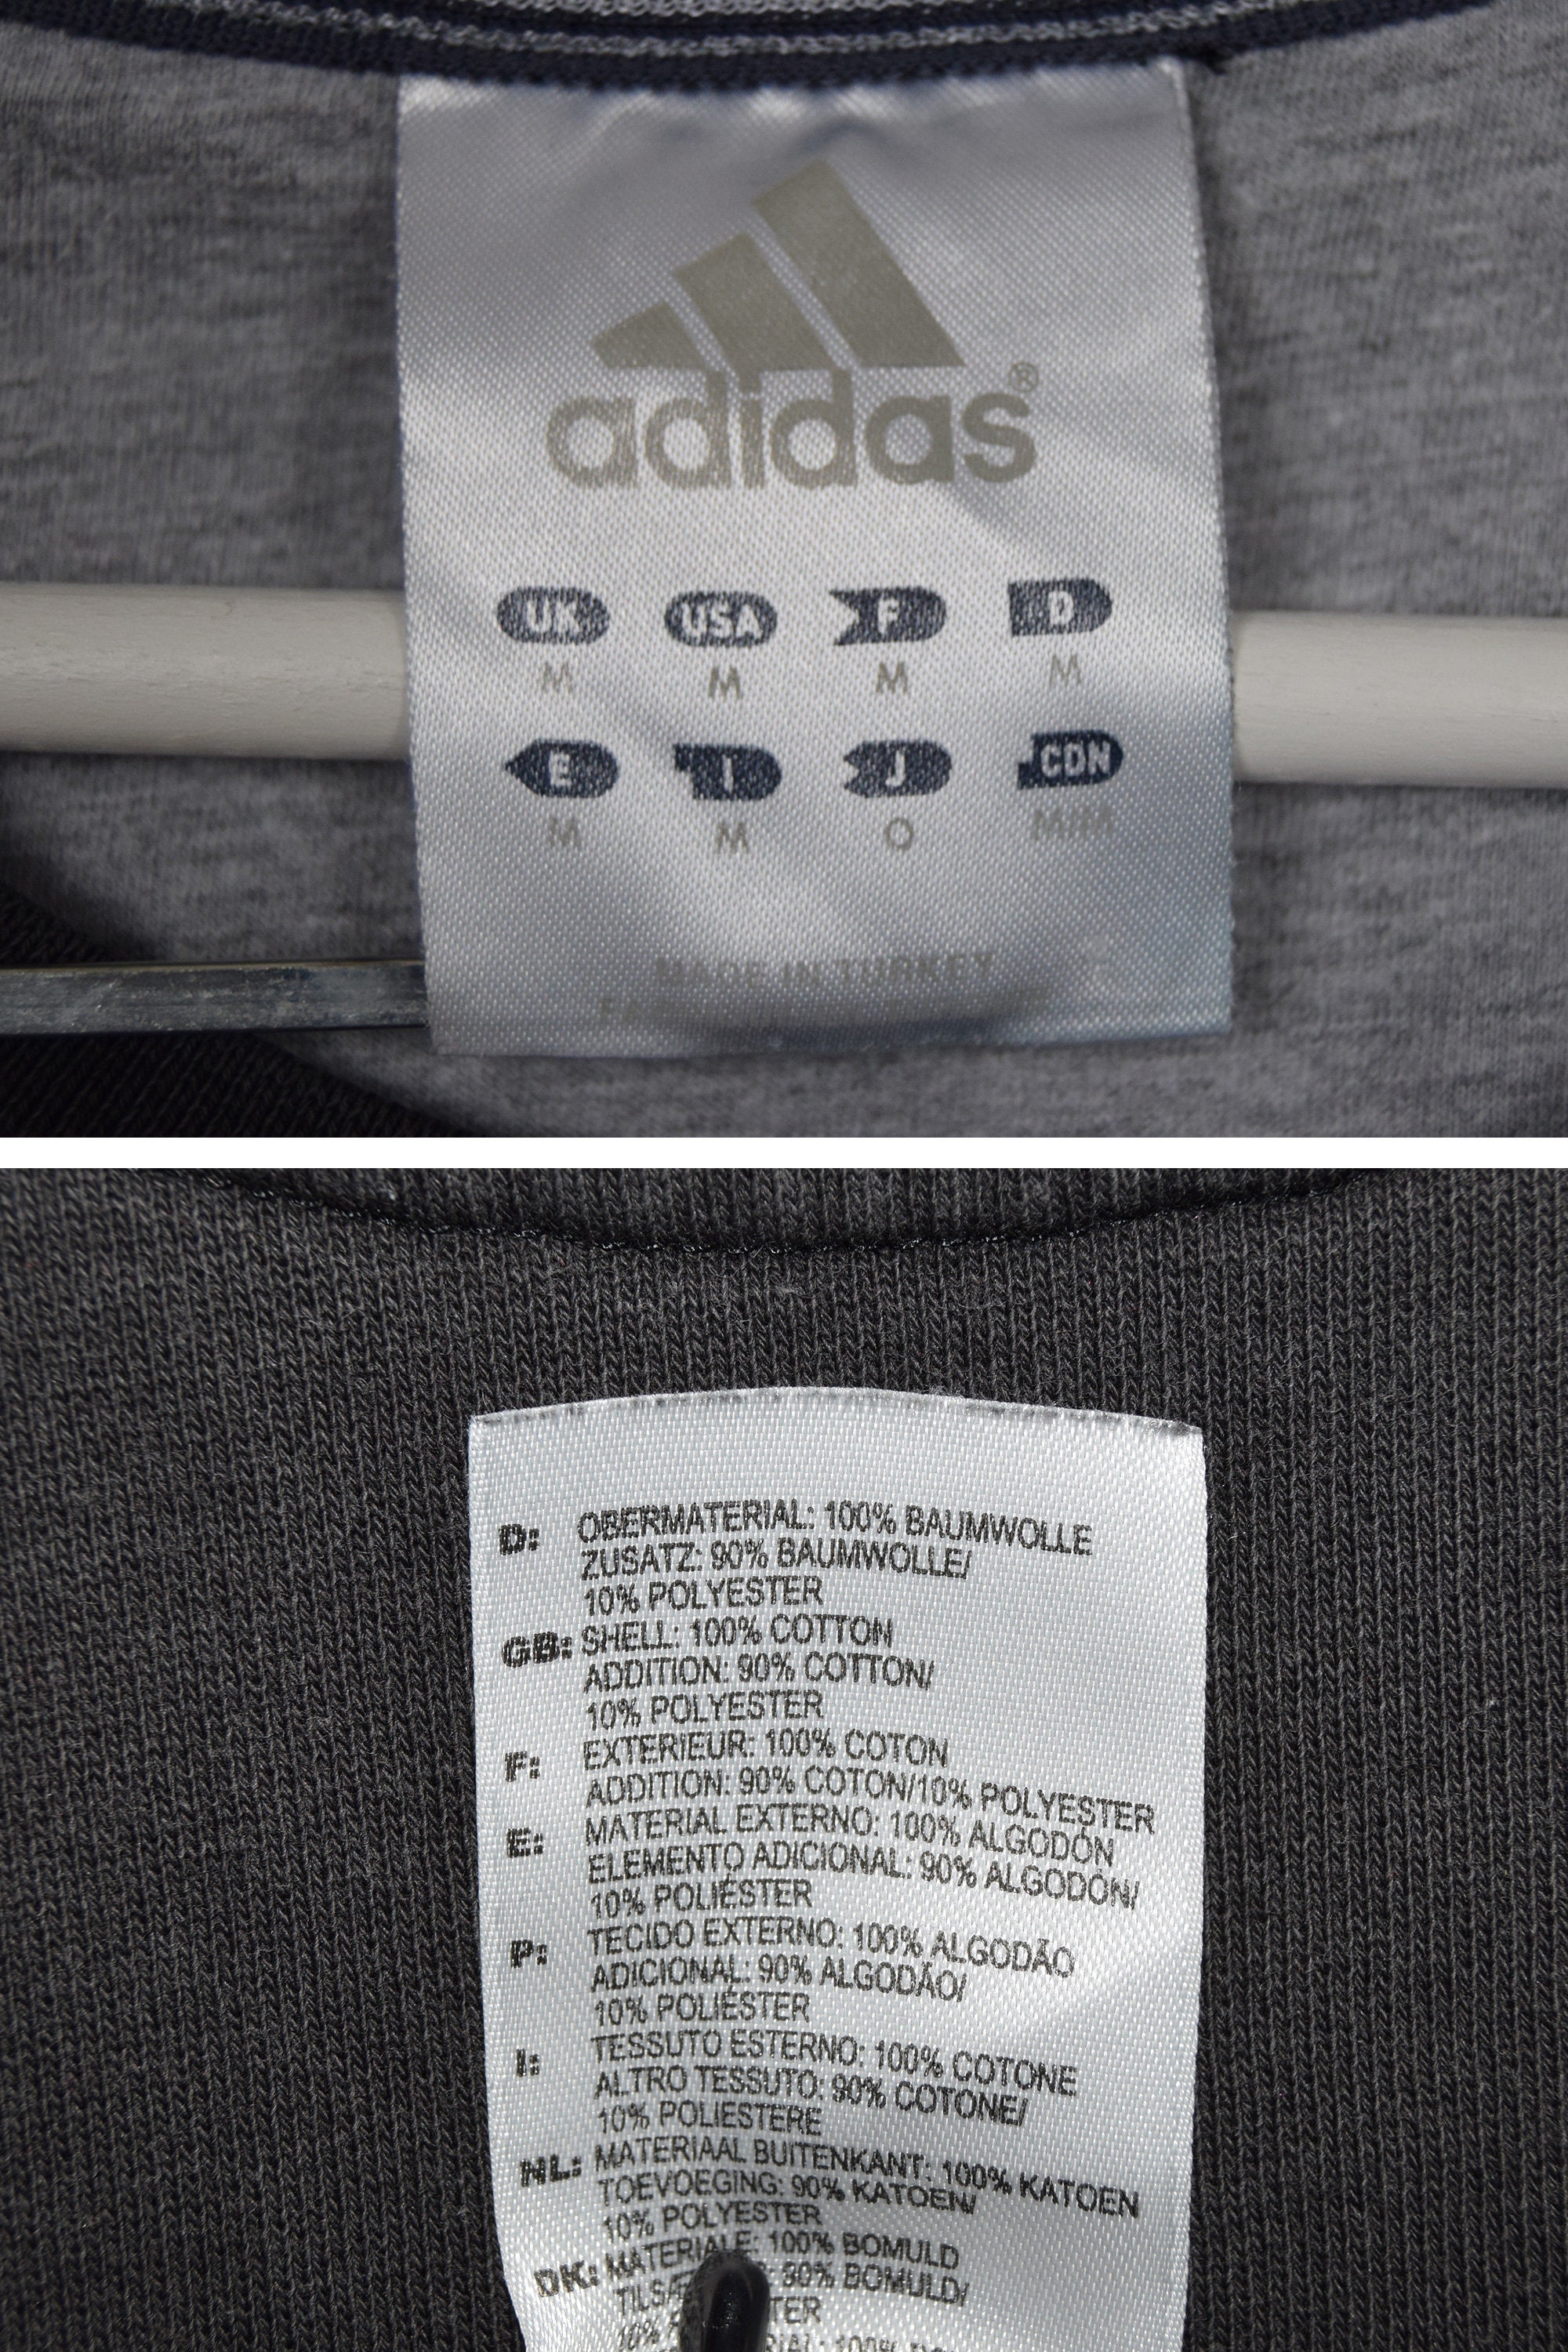 adidas®
UK USA F D
M M M M
E I J CDN
M M O M/M
MADE IN TURKEY
D: OBERMATERIAL: 100% BAUMWOLLE
ZUSATZ: 90% BAUMWOLLE/
10% POLYESTER
GB: SHELL: 100% COTTON
ADDITION: 90% COTTON/
10% POLYESTER
F: EXTERIEUR: 100% COTON
ADDITION: 90% COTON/10% POLYESTER
E: MATERIAL EXTERNO: 100% ALGODÓN
ELEMENTO ADICIONAL: 90% ALGODÓN/
10% POLIÉSTER
P: TECIDO EXTERNO: 100% ALGODÃO
ADICIONAL: 90% ALGODÃO/
10% POLIÉSTER
I: TESSUTO ESTERNO: 100% COTONE
ALTRO TESSUTO: 90% COTONE/
10% POLIESTERE
NL: MATERIAAL BUITENKANT: 100% KATOEN
TOEVOEGING: 90% KATOEN/
10% POLYESTER
DK: MATERIALE: 100% BOMULD
90% BOMULD/
10%